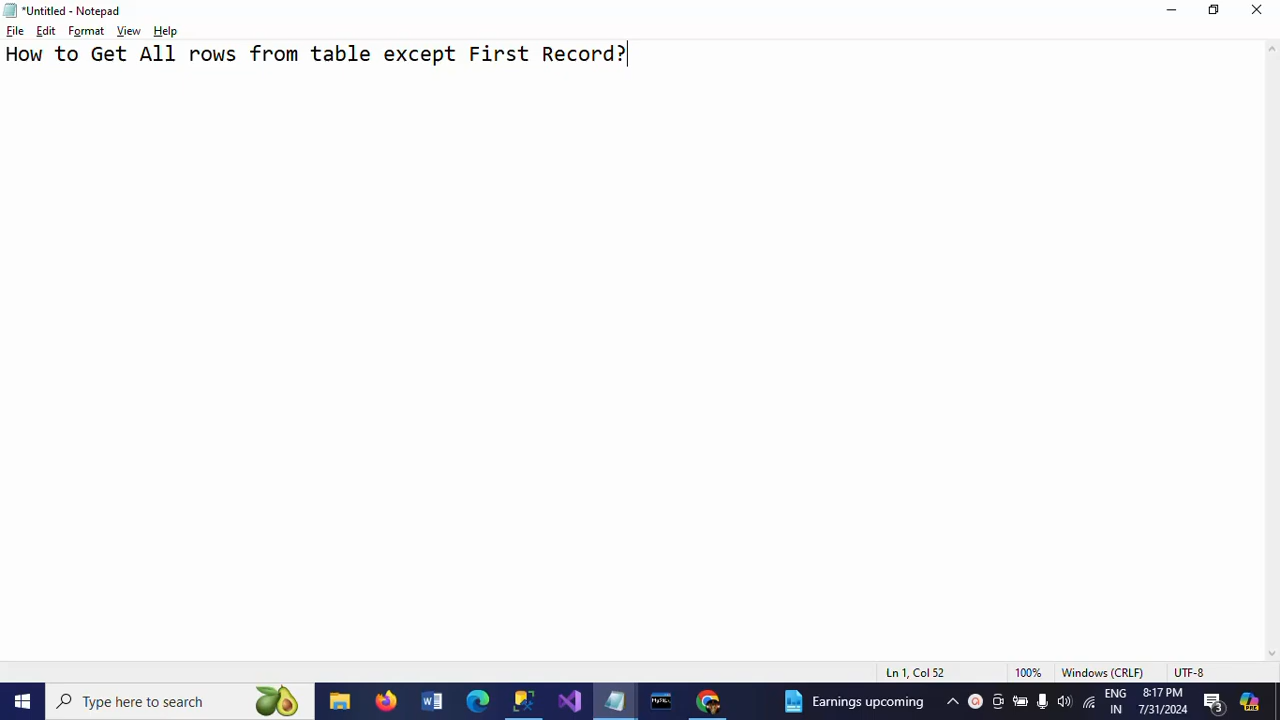 *Untitled - Notepad
File Edit Format View Help
How to Get All rows from table except First Record?
Ln 1, Col 52 100% Windows (CRLF) UTF-8
Type here to search
Earnings upcoming
ENG
IN
8:17 PM
7/31/2024
3